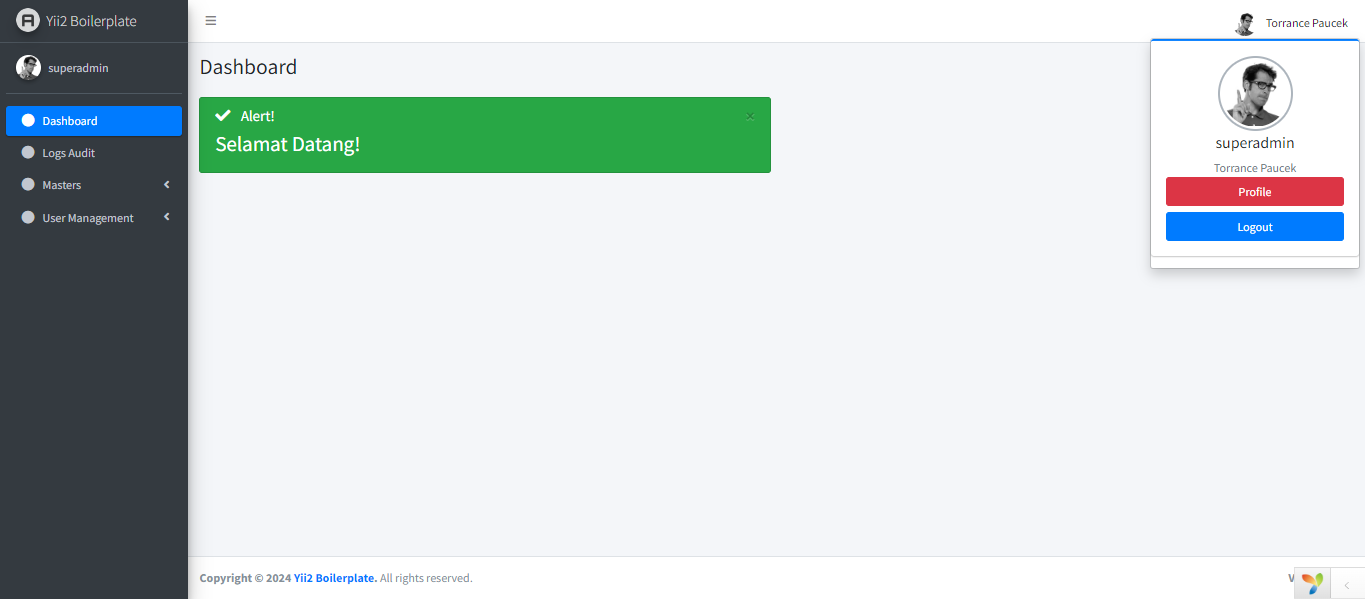 Yii2 Boilerplate
Torrance Paucek
superadmin
Dashboard
Logs Audit
Masters
User Management
Dashboard
Alert!
×
Selamat Datang!
superadmin
Torrance Paucek
Profile
Logout
Copyright © 2024 Yii2 Boilerplate. All rights reserved.